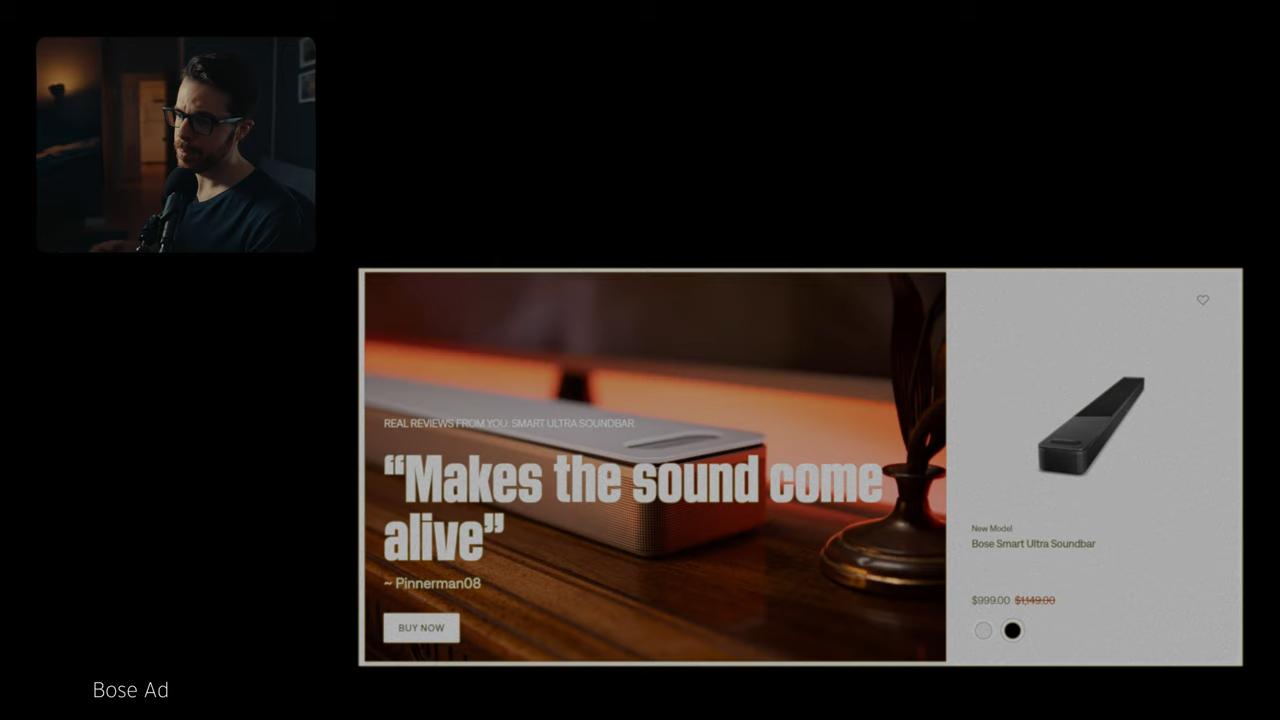 REAL REVIEWS FROM YOU: SMART ULTRA SOUNDBAR
“Makes the sound come
alive”
~ Pinnerman08
BUY NOW
New Model
Bose Smart Ultra Soundbar
$999.00 $1,149.00
Bose Ad